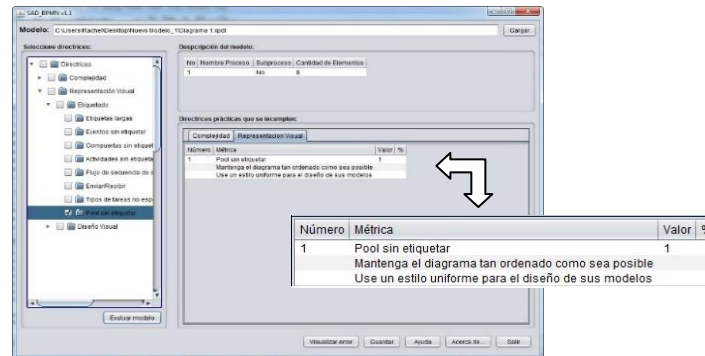 SAD_BPMN v1.1
Modelo: C:\Users\Rachel\Desktop\Nuevo Modelo_1\Diagrama 1.xpdl Cargar
Seleccione directrices:
Directrices
Complejidad
Representación Visual
Etiquetado
Etiquetas largas
Eventos sin etiquetar
Compuertas sin etiquet
Actividades sin etiqueta
Flujo de secuencia de
Enviar/Recibir
Tipos de tareas no espe
Pool sin etiquetar
Diseño Visual
Evaluar modelo
Despcripción del modelo:
No Nombre Proceso Subproceso Cantidad de Elementos
1 No 8
Directrices prácticas que se incumplen:
Complejidad Representación Visual
Número Métrica Valor %
1 Pool sin etiquetar 1
Mantenga el diagrama tan ordenado como sea posible
Use un estilo uniforme para el diseño de sus modelos
Visualizar error Guardar Ayuda Acerca de... Salir
Número Métrica Valor
1 Pool sin etiquetar 1
Mantenga el diagrama tan ordenado como sea posible
Use un estilo uniforme para el diseño de sus modelos